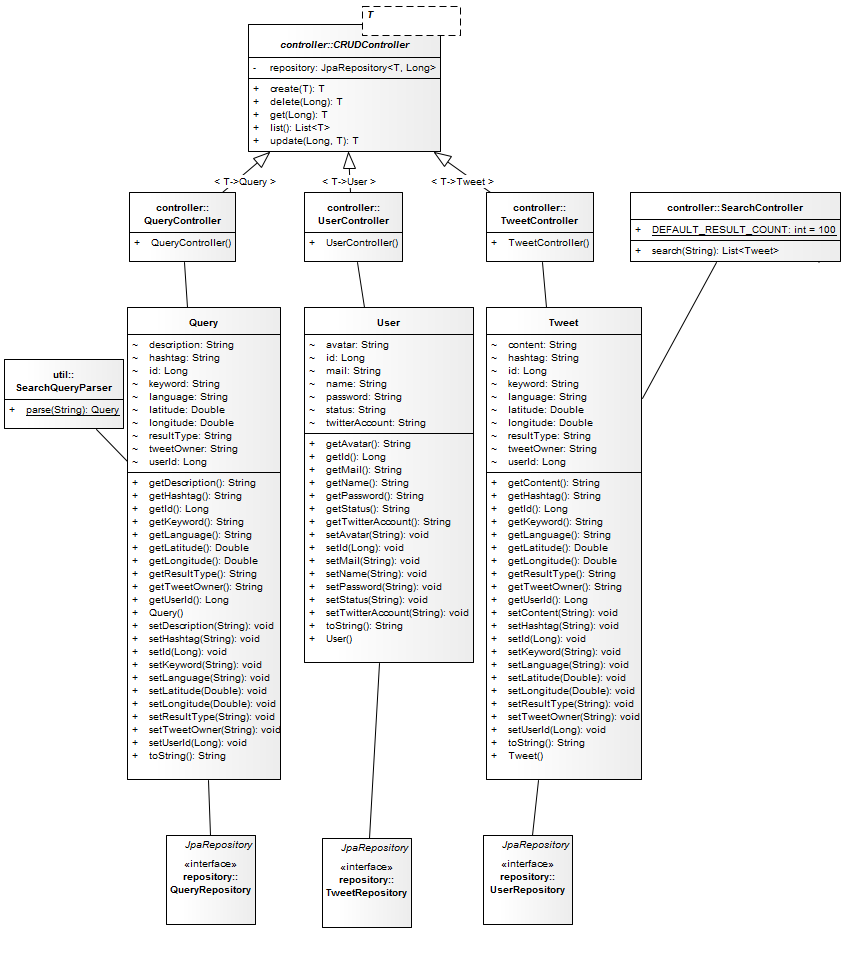 T
controller::CRUDController
- repository: JpaRepository<T, Long>
+ create(T): T
+ delete(Long): T
+ get(Long): T
+ list(): List<T>
+ update(Long, T): T
< T->Query >
< T->User >
< T->Tweet >
controller::
QueryController
+ QueryController()
controller::
UserController
+ UserController()
controller::
TweetController
+ TweetController()
controller::SearchController
+ DEFAULT_RESULT_COUNT: int = 100
+ search(String): List<Tweet>
util::
SearchQueryParser
+ parse(String): Query
Query
~ description: String
~ hashtag: String
~ id: Long
~ keyword: String
~ language: String
~ latitude: Double
~ longitude: Double
~ resultType: String
~ tweetOwner: String
~ userId: Long
+ getDescription(): String
+ getHashtag(): String
+ getId(): Long
+ getKeyword(): String
+ getLanguage(): String
+ getLatitude(): Double
+ getLongitude(): Double
+ getResultType(): String
+ getTweetOwner(): String
+ getUserId(): Long
+ Query()
+ setDescription(String): void
+ setHashtag(String): void
+ setId(Long): void
+ setKeyword(String): void
+ setLanguage(String): void
+ setLatitude(Double): void
+ setLongitude(Double): void
+ setResultType(String): void
+ setTweetOwner(String): void
+ setUserId(Long): void
+ toString(): String
User
~ avatar: String
~ id: Long
~ mail: String
~ name: String
~ password: String
~ status: String
~ twitterAccount: String
+ getAvatar(): String
+ getId(): Long
+ getMail(): String
+ getName(): String
+ getPassword(): String
+ getStatus(): String
+ getTwitterAccount(): String
+ setAvatar(String): void
+ setId(Long): void
+ setMail(String): void
+ setName(String): void
+ setPassword(String): void
+ setStatus(String): void
+ setTwitterAccount(String): void
+ toString(): String
+ User()
Tweet
~ content: String
~ hashtag: String
~ id: Long
~ keyword: String
~ language: String
~ latitude: Double
~ longitude: Double
~ resultType: String
~ tweetOwner: String
~ userId: Long
+ getContent(): String
+ getHashtag(): String
+ getId(): Long
+ getKeyword(): String
+ getLanguage(): String
+ getLatitude(): Double
+ getLongitude(): Double
+ getResultType(): String
+ getTweetOwner(): String
+ getUserId(): Long
+ setContent(String): void
+ setHashtag(String): void
+ setId(Long): void
+ setKeyword(String): void
+ setLanguage(String): void
+ setLatitude(Double): void
+ setLongitude(Double): void
+ setResultType(String): void
+ setTweetOwner(String): void
+ setUserId(Long): void
+ toString(): String
+ Tweet()
JpaRepository
«interface»
repository::
QueryRepository
JpaRepository
«interface»
repository::
TweetRepository
JpaRepository
«interface»
repository::
UserRepository